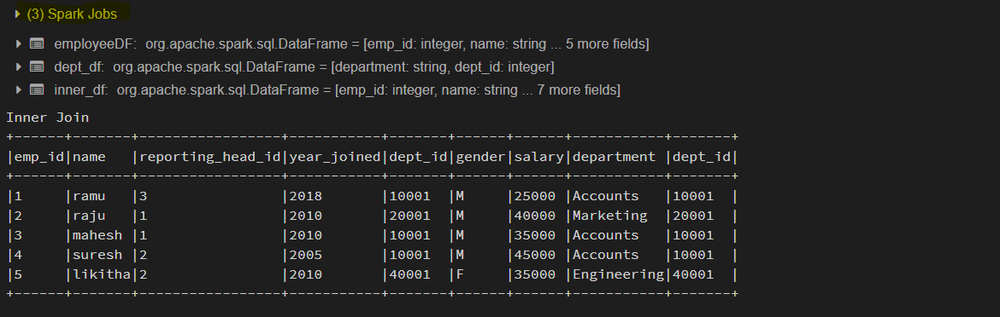 (3) Spark Jobs
employeeDF: org.apache.spark.sql.DataFrame = [emp_id: integer, name: string ... 5 more fields]
dept_df: org.apache.spark.sql.DataFrame = [department: string, dept_id: integer]
inner_df: org.apache.spark.sql.DataFrame = [emp_id: integer, name: string ... 7 more fields]
Inner Join
+------+-------+-----------------+-----------+-------+------+------+-----------+-------+
|emp_id|name   |reporting_head_id|year_joined|dept_id|gender|salary|department |dept_id|
+------+-------+-----------------+-----------+-------+------+------+-----------+-------+
|1     |ramu   |3                |2018       |10001  |M     |25000 |Accounts   |10001  |
|2     |raju   |1                |2010       |20001  |M     |40000 |Marketing  |20001  |
|3     |mahesh |1                |2010       |10001  |M     |35000 |Accounts   |10001  |
|4     |suresh |2                |2005       |10001  |M     |45000 |Accounts   |10001  |
|5     |likitha|2                |2010       |40001  |F     |35000 |Engineering|40001  |
+------+-------+-----------------+-----------+-------+------+------+-----------+-------+